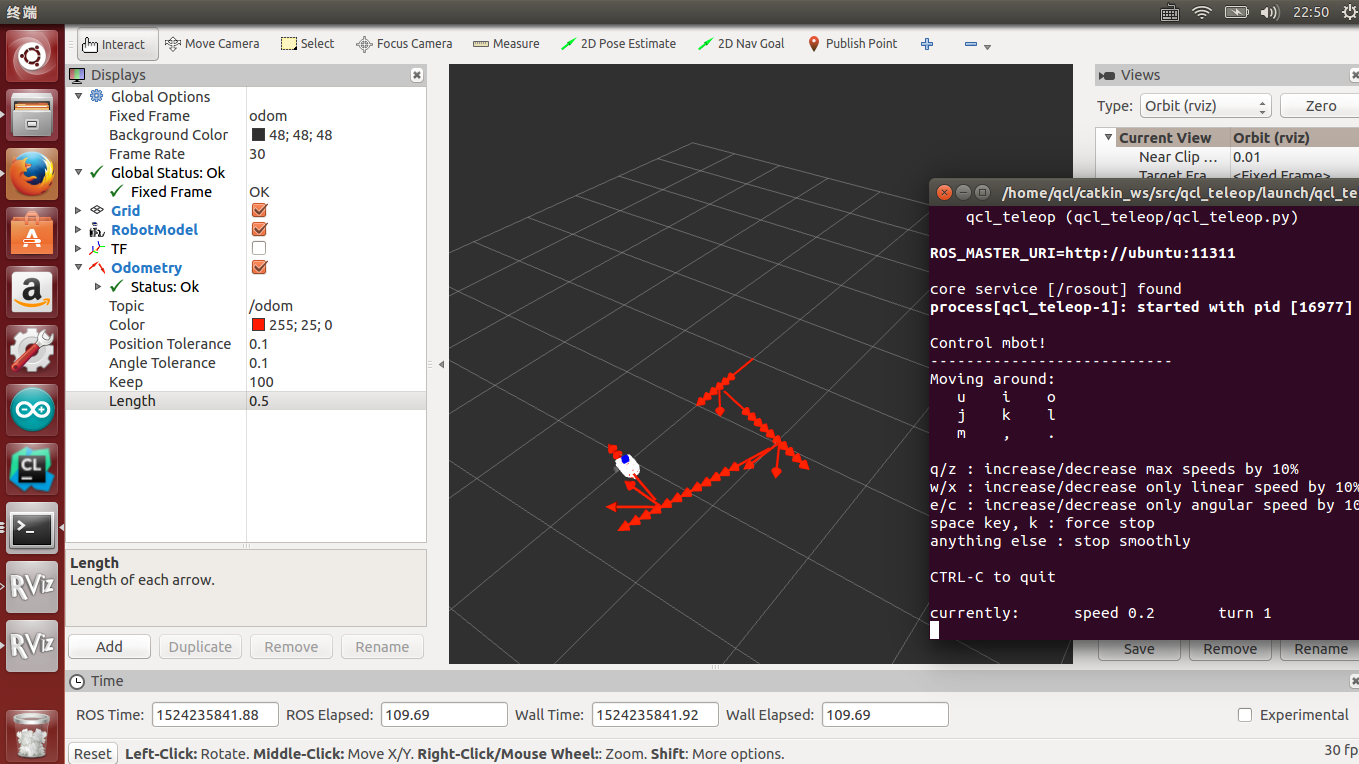 终端
22:50
Interact Move Camera Select Focus Camera Measure 2D Pose Estimate 2D Nav Goal Publish Point
Displays
Global Options
Fixed Frame odom
Background Color 48; 48; 48
Frame Rate 30
Global Status: Ok
Fixed Frame OK
Grid
RobotModel
TF
Odometry
Status: Ok
Topic /odom
Color 255; 25; 0
Position Tolerance 0.1
Angle Tolerance 0.1
Keep 100
Length 0.5
Length
Length of each arrow.
Add Duplicate Remove Rename
Views
Type: Orbit (rviz) Zero
Current View Orbit (rviz)
Near Clip ... 0.01
Target Fra... <Fixed Frame>
/home/qcl/catkin_ws/src/qcl_teleop/launch/qcl_te
qcl_teleop (qcl_teleop/qcl_teleop.py)
ROS_MASTER_URI=http://ubuntu:11311
core service [/rosout] found
process[qcl_teleop-1]: started with pid [16977]
Control mbot!
---------------------------
Moving around:
u i o
j k l
m , .
q/z : increase/decrease max speeds by 10%
w/x : increase/decrease only linear speed by 10%
e/c : increase/decrease only angular speed by 10
space key, k : force stop
anything else : stop smoothly
CTRL-C to quit
currently: speed 0.2 turn 1
Save Remove Rename
Time
ROS Time: 1524235841.88 ROS Elapsed: 109.69 Wall Time: 1524235841.92 Wall Elapsed: 109.69 Experimental
Reset Left-Click: Rotate. Middle-Click: Move X/Y. Right-Click/Mouse Wheel:: Zoom. Shift: More options. 30 fp
A
a
CL
>_
RViz
RViz